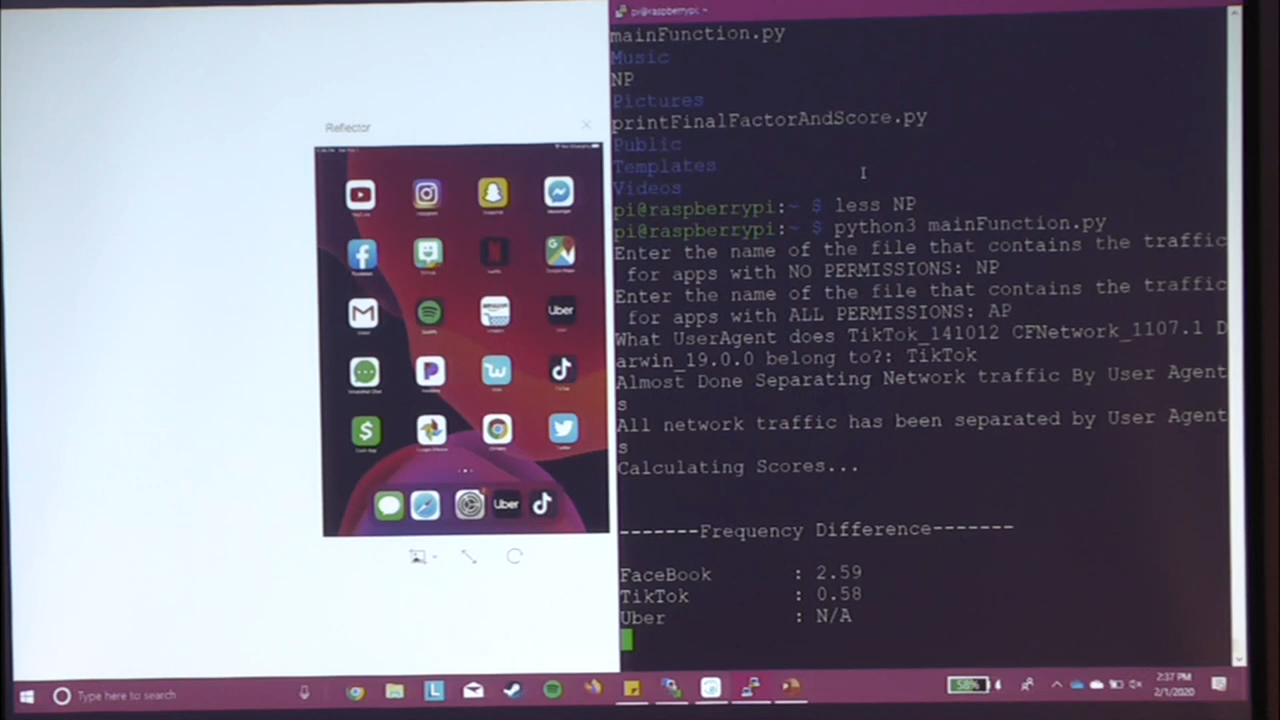 Reflector
Uber
Uber
Type here to search
pi@raspberrypi: ~
mainFunction.py
Music
NP
Pictures
printFinalFactorAndScore.py
Public
Templates
Videos
pi@raspberrypi:~ $ less NP
pi@raspberrypi:~ $ python3 mainFunction.py
Enter the name of the file that contains the traffic
for apps with NO PERMISSIONS: NP
Enter the name of the file that contains the traffic
for apps with ALL PERMISSIONS: AP
What UserAgent does TikTok_141012 CFNetwork_1107.1 D
arwin_19.0.0 belong to?: TikTok
Almost Done Separating Network traffic By User Agent
s
All network traffic has been separated by User Agent
s
Calculating Scores...
-------Frequency Difference-------
FaceBook : 2.59
TikTok : 0.58
Uber : N/A
58%
2:37 PM
2/1/2020